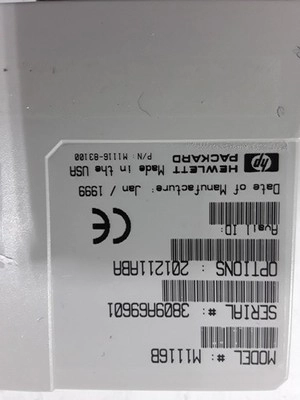 MODEL #: M1116B
SERIAL #: 3809A69601
OPTIONS : 201211ABA
Avail ID:
Date of Manufacture: Jan / 1999
hp HEWLETT PACKARD
Made in the USA
P/N: M1116-83100
CE